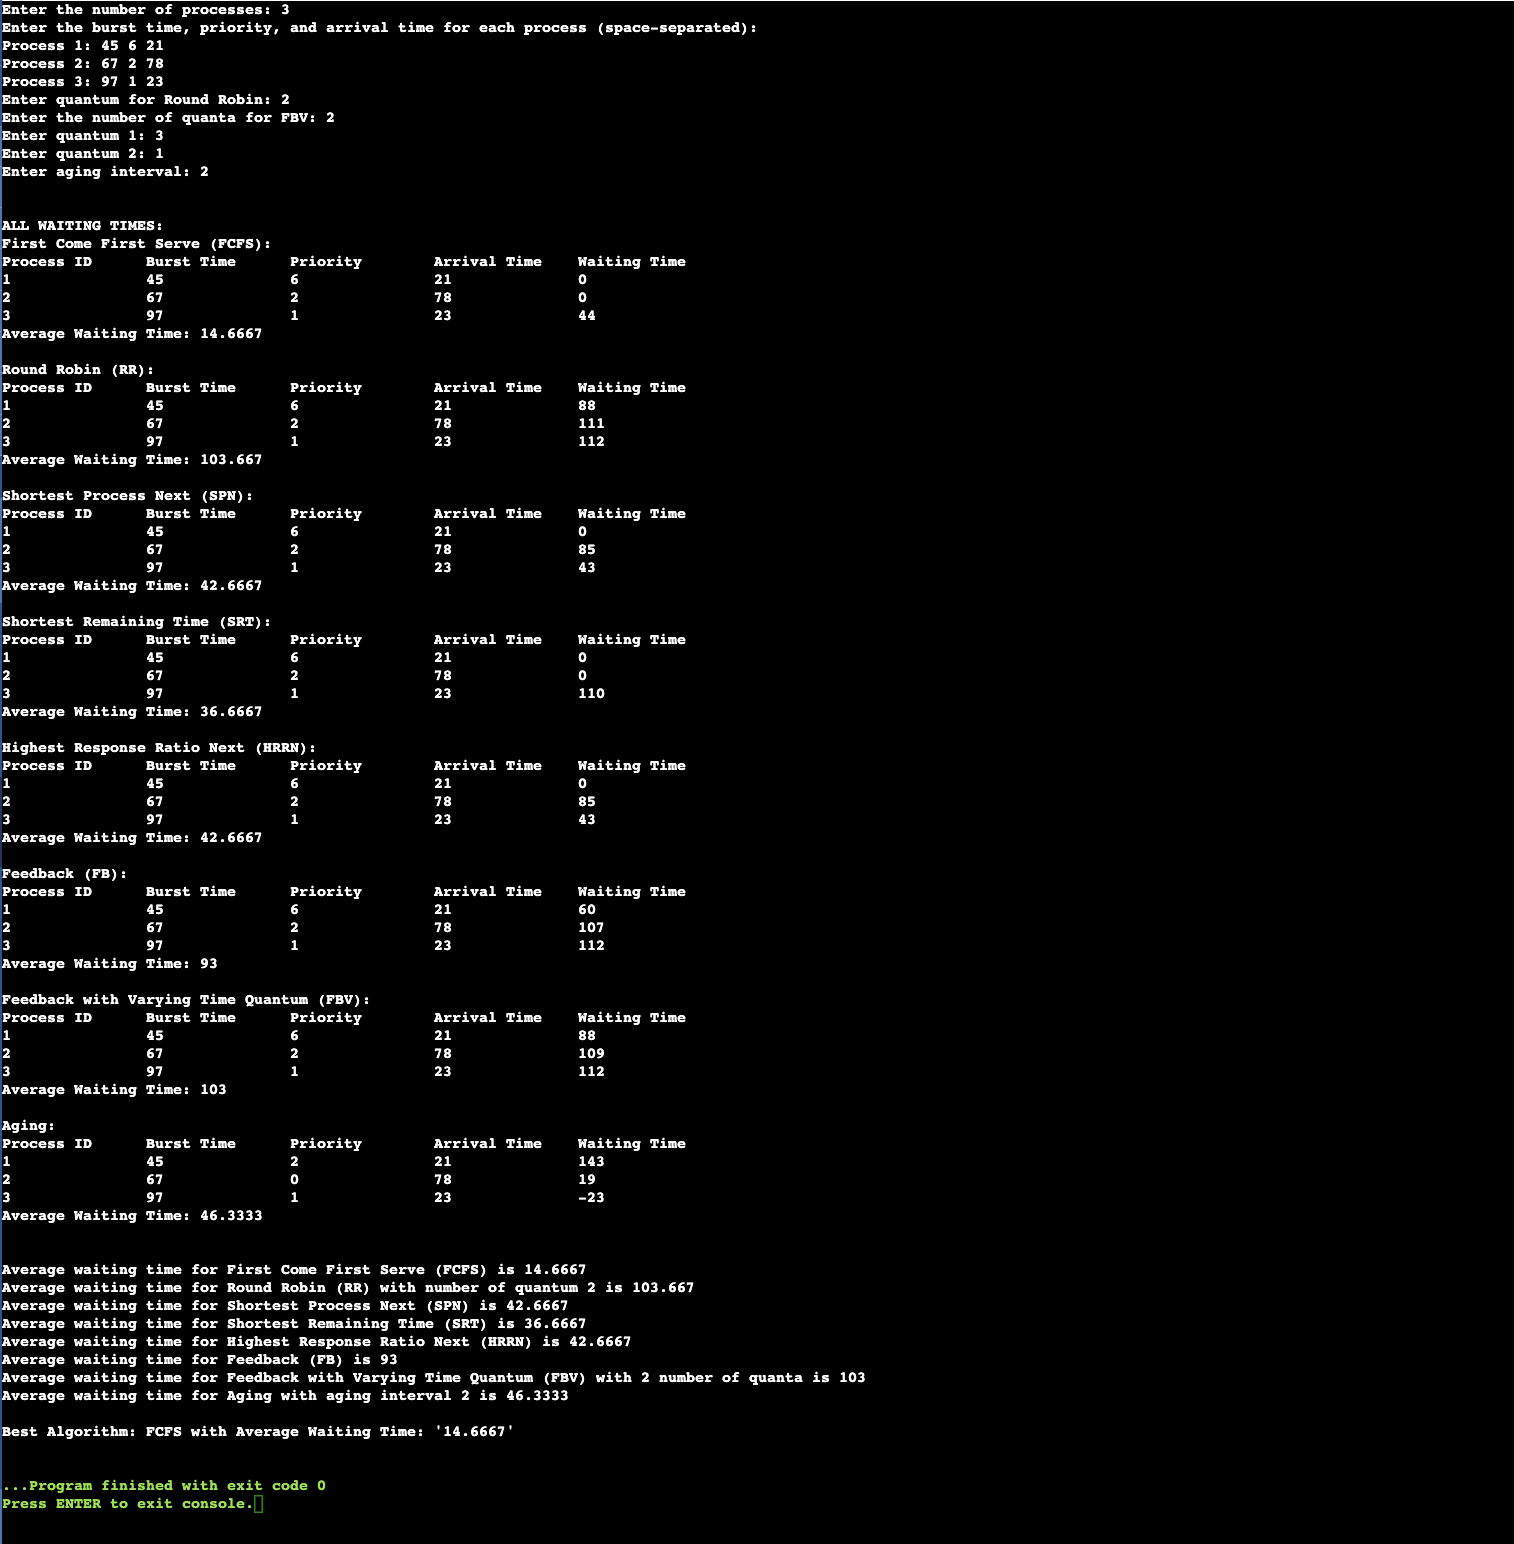 Enter the number of processes: 3
Enter the burst time, priority, and arrival time for each process (space-separated):
Process 1: 45 6 21
Process 2: 67 2 78
Process 3: 97 1 23
Enter quantum for Round Robin: 2
Enter the number of quanta for FBV: 2
Enter quantum 1: 3
Enter quantum 2: 1
Enter aging interval: 2
ALL WAITING TIMES:
First Come First Serve (FCFS):
Process ID Burst Time Priority Arrival Time Waiting Time
1 45 6 21 0
2 67 2 78 0
3 97 1 23 44
Average Waiting Time: 14.6667
Round Robin (RR):
Process ID Burst Time Priority Arrival Time Waiting Time
1 45 6 21 88
2 67 2 78 111
3 97 1 23 112
Average Waiting Time: 103.667
Shortest Process Next (SPN):
Process ID Burst Time Priority Arrival Time Waiting Time
1 45 6 21 0
2 67 2 78 85
3 97 1 23 43
Average Waiting Time: 42.6667
Shortest Remaining Time (SRT):
Process ID Burst Time Priority Arrival Time Waiting Time
1 45 6 21 0
2 67 2 78 0
3 97 1 23 110
Average Waiting Time: 36.6667
Highest Response Ratio Next (HRRN):
Process ID Burst Time Priority Arrival Time Waiting Time
1 45 6 21 0
2 67 2 78 85
3 97 1 23 43
Average Waiting Time: 42.6667
Feedback (FB):
Process ID Burst Time Priority Arrival Time Waiting Time
1 45 6 21 60
2 67 2 78 107
3 97 1 23 112
Average Waiting Time: 93
Feedback with Varying Time Quantum (FBV):
Process ID Burst Time Priority Arrival Time Waiting Time
1 45 6 21 88
2 67 2 78 109
3 97 1 23 112
Average Waiting Time: 103
Aging:
Process ID Burst Time Priority Arrival Time Waiting Time
1 45 2 21 143
2 67 0 78 19
3 97 1 23 -23
Average Waiting Time: 46.3333
Average waiting time for First Come First Serve (FCFS) is 14.6667
Average waiting time for Round Robin (RR) with number of quantum 2 is 103.667
Average waiting time for Shortest Process Next (SPN) is 42.6667
Average waiting time for Shortest Remaining Time (SRT) is 36.6667
Average waiting time for Highest Response Ratio Next (HRRN) is 42.6667
Average waiting time for Feedback (FB) is 93
Average waiting time for Feedback with Varying Time Quantum (FBV) with 2 number of quanta is 103
Average waiting time for Aging with aging interval 2 is 46.3333
Best Algorithm: FCFS with Average Waiting Time: '14.6667'
...Program finished with exit code 0
Press ENTER to exit console.